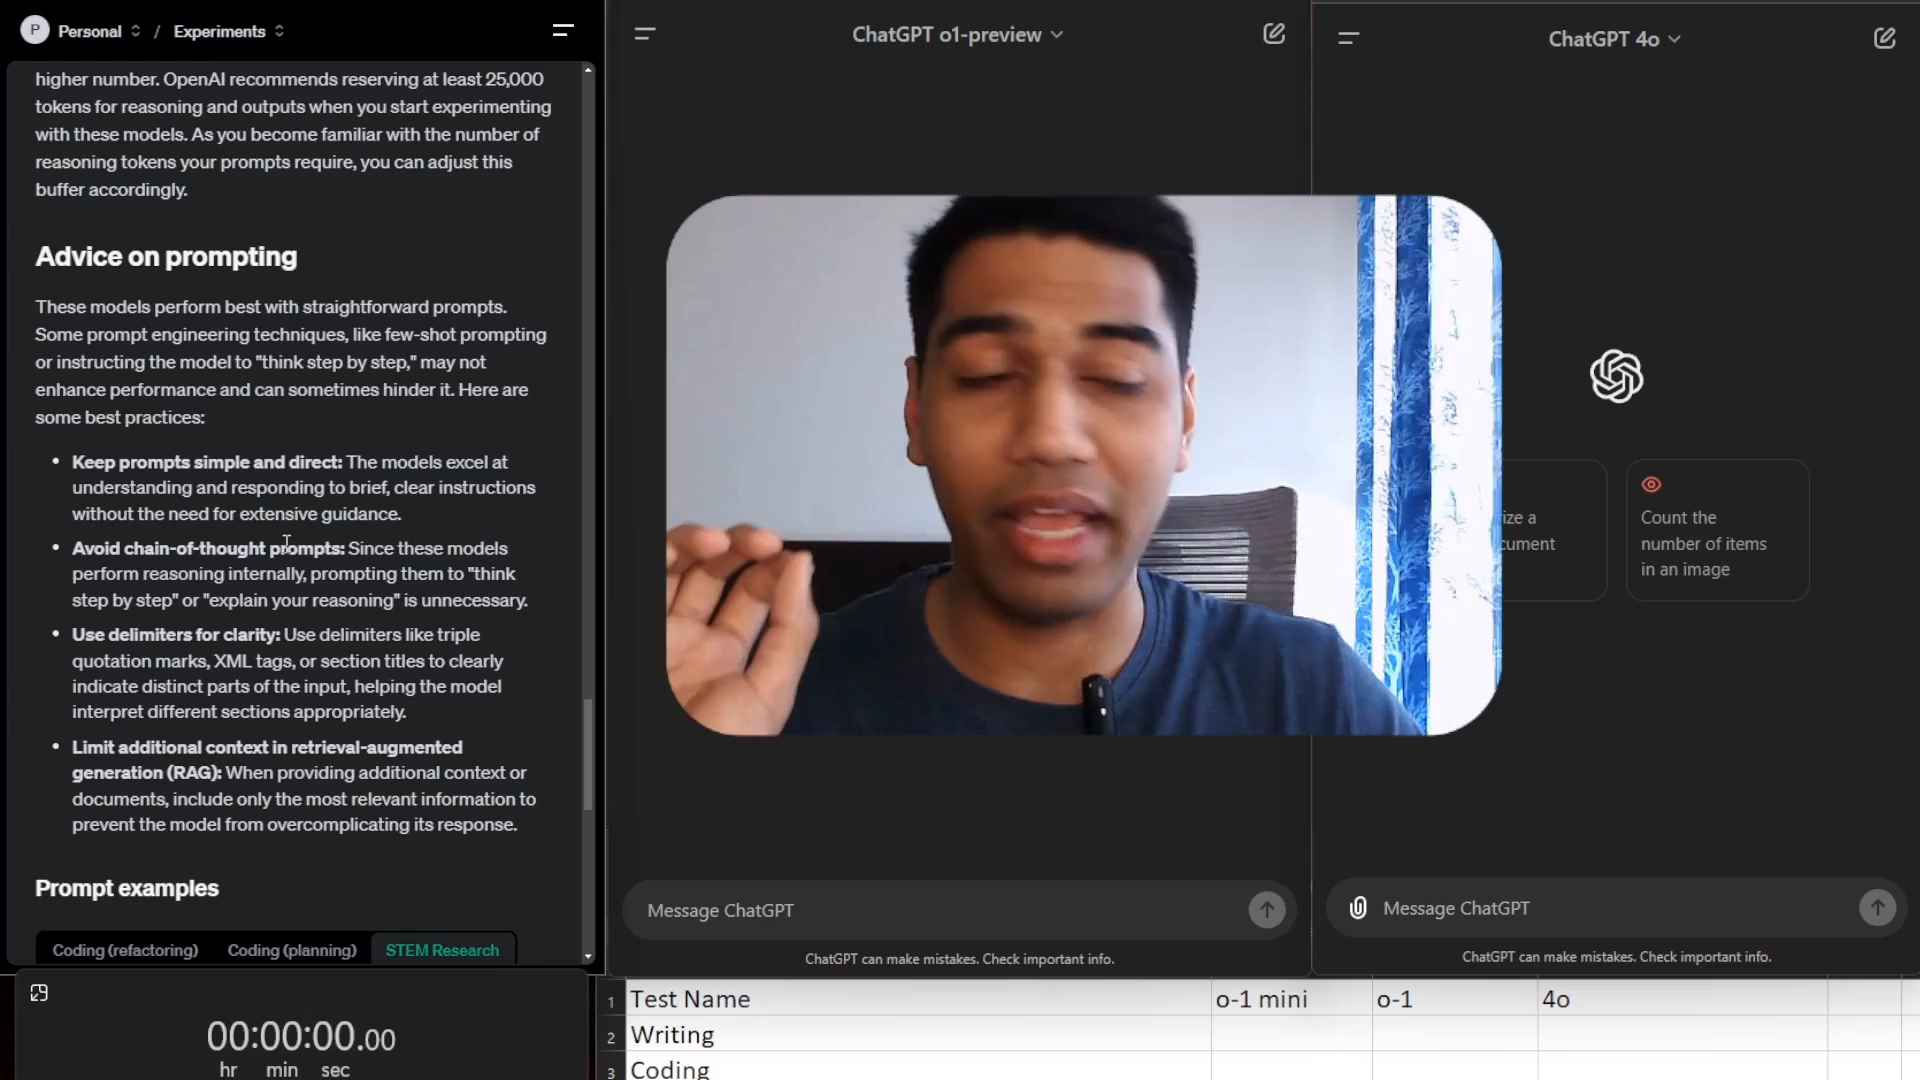 P Personal / Experiments
higher number. OpenAI recommends reserving at least 25,000
tokens for reasoning and outputs when you start experimenting
with these models. As you become familiar with the number of
reasoning tokens your prompts require, you can adjust this
buffer accordingly.
Advice on prompting
These models perform best with straightforward prompts.
Some prompt engineering techniques, like few-shot prompting
or instructing the model to "think step by step," may not
enhance performance and can sometimes hinder it. Here are
some best practices:
• Keep prompts simple and direct: The models excel at
understanding and responding to brief, clear instructions
without the need for extensive guidance.
• Avoid chain-of-thought prompts: Since these models
perform reasoning internally, prompting them to "think
step by step" or "explain your reasoning" is unnecessary.
• Use delimiters for clarity: Use delimiters like triple
quotation marks, XML tags, or section titles to clearly
indicate distinct parts of the input, helping the model
interpret different sections appropriately.
• Limit additional context in retrieval-augmented
generation (RAG): When providing additional context or
documents, include only the most relevant information to
prevent the model from overcomplicating its response.
Prompt examples
Coding (refactoring) Coding (planning) STEM Research
00:00:00.00
hr min sec
ChatGPT o1-preview
Message ChatGPT
ChatGPT can make mistakes. Check important info.
ChatGPT 4o
Count the
number of items
in an image
Message ChatGPT
ChatGPT can make mistakes. Check important info.
1 Test Name o-1 mini o-1 4o
2 Writing
3 Coding